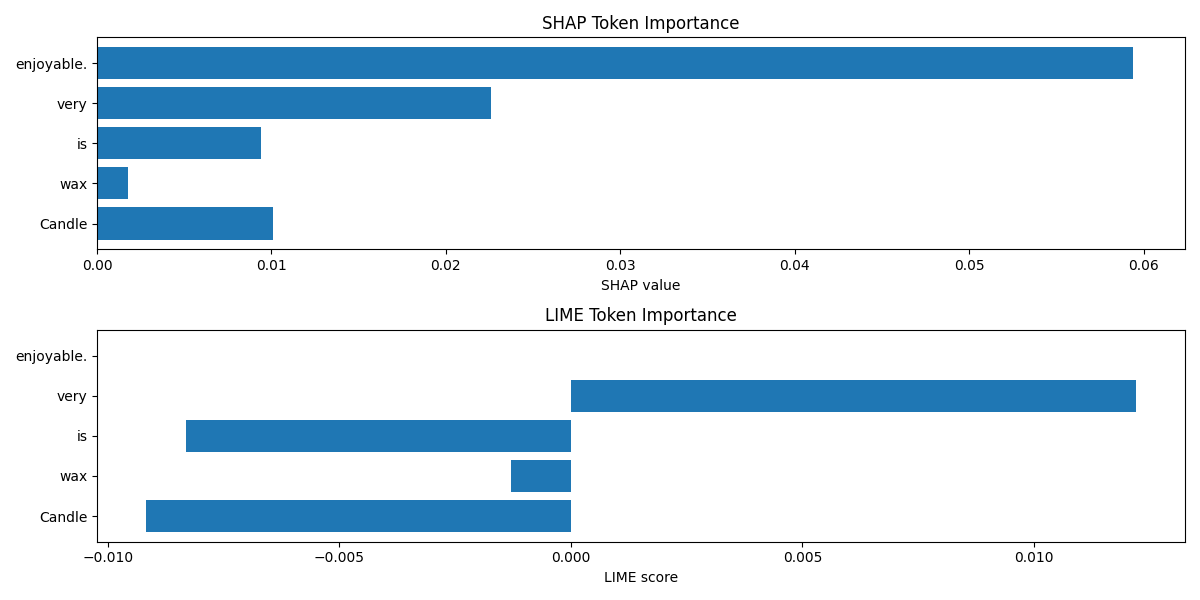 SHAP Token Importance
enjoyable.
very
is
wax
Candle
0.00 0.01 0.02 0.03 0.04 0.05 0.06
SHAP value
LIME Token Importance
enjoyable.
very
is
wax
Candle
−0.010 −0.005 0.000 0.005 0.010
LIME score